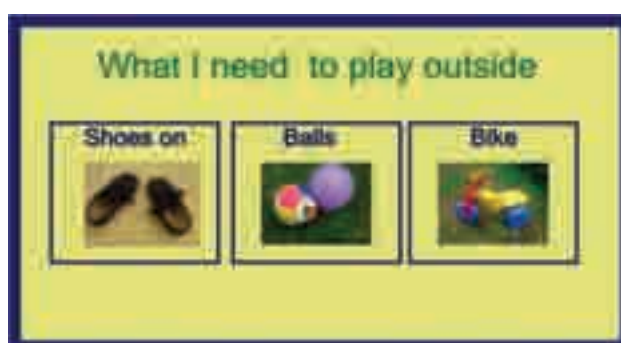 What I need to play outside
Shoes on
Balls
Bike